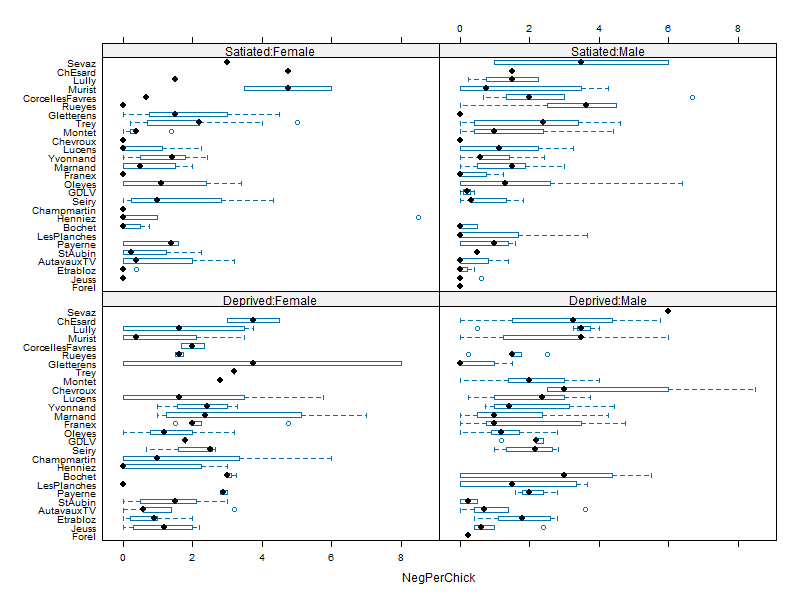 0 2 4 6 8
Satiated:Female Satiated:Male
Sevaz
ChEsard
Lully
Murist
CorcellesFavres
Rueyes
Gletterens
Trey
Montet
Chevroux
Lucens
Yvonnand
Marnand
Franex
Oleyes
GDLV
Seiry
Champmartin
Henniez
Bochet
LesPlanches
Payerne
StAubin
AutavauxTV
Etrabloz
Jeuss
Forel
Deprived:Female Deprived:Male
Sevaz
ChEsard
Lully
Murist
CorcellesFavres
Rueyes
Gletterens
Trey
Montet
Chevroux
Lucens
Yvonnand
Marnand
Franex
Oleyes
GDLV
Seiry
Champmartin
Henniez
Bochet
LesPlanches
Payerne
StAubin
AutavauxTV
Etrabloz
Jeuss
Forel
0 2 4 6 8
NegPerChick